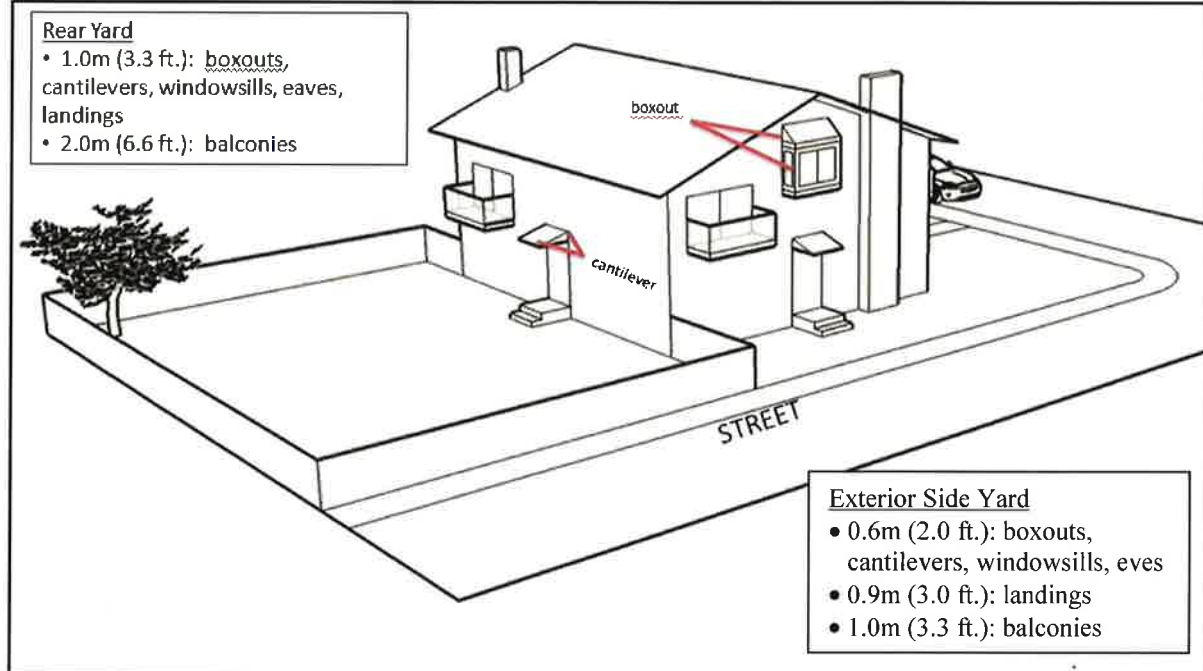 Rear Yard
• 1.0m (3.3 ft.): boxouts,
cantilevers, windowsills, eaves,
landings
• 2.0m (6.6 ft.): balconies
boxout
cantilever
STREET
Exterior Side Yard
• 0.6m (2.0 ft.): boxouts,
cantilevers, windowsills, eves
• 0.9m (3.0 ft.): landings
• 1.0m (3.3 ft.): balconies